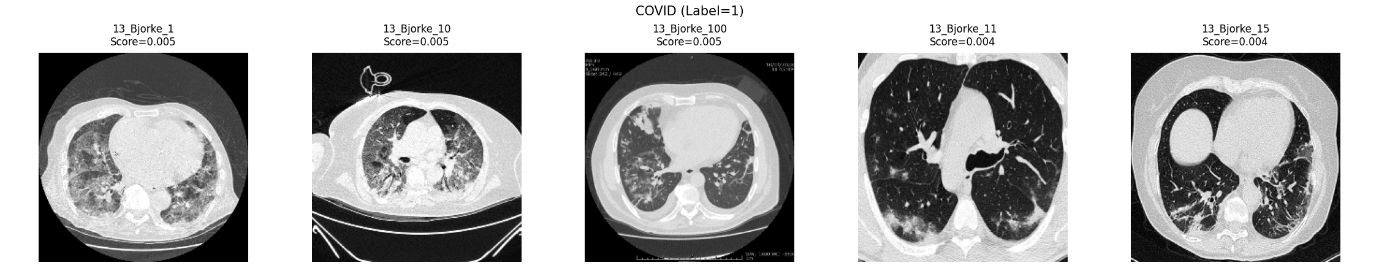 COVID (Label=1)
13_Bjorke_1
Score=0.005
13_Bjorke_10
Score=0.005
13_Bjorke_100
Score=0.005
13_Bjorke_11
Score=0.004
13_Bjorke_15
Score=0.004